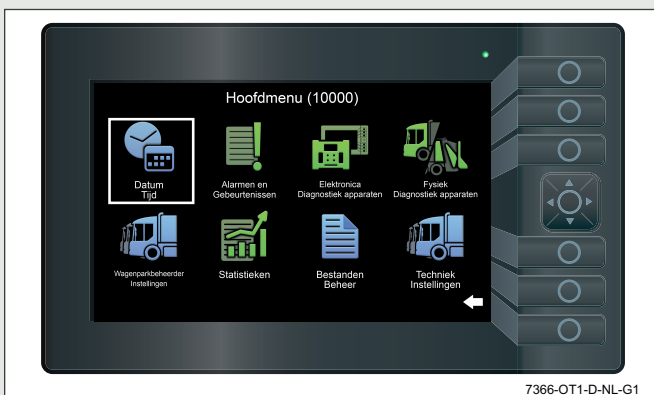 Hoofdmenu (10000)
Datum
Tijd
Alarmen en
Gebeurtenissen
Elektronica
Diagnostiek apparaten
Fysiek
Diagnostiek apparaten
Wagenparkbeheerder
Instellingen
Statistieken
Bestanden
Beheer
Techniek
Instellingen
7366-OT1-D-NL-G1